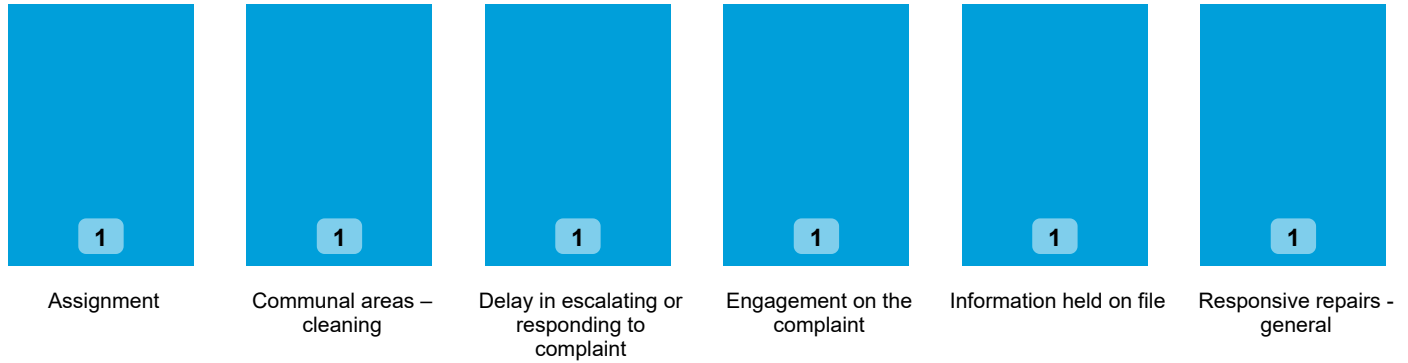 1 1 1 1 1 1
Assignment
Communal areas –
cleaning
Delay in escalating or
responding to
complaint
Engagement on the
complaint
Information held on file
Responsive repairs -
general